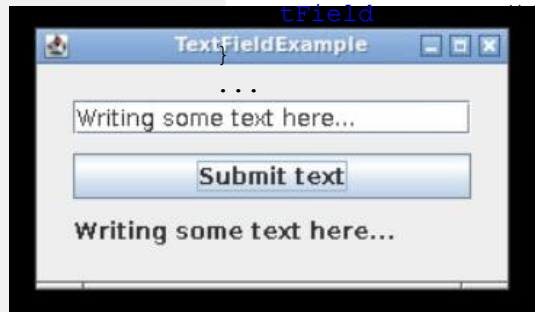 tField
TextFieldExample
}
...
Writing some text here...
Submit text
Writing some text here...